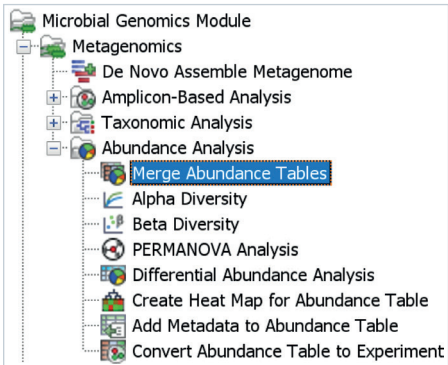 Microbial Genomics Module
Metagenomics
De Novo Assemble Metagenome
Amplicon-Based Analysis
Taxonomic Analysis
Abundance Analysis
Merge Abundance Tables
Alpha Diversity
Beta Diversity
PERMANOVA Analysis
Differential Abundance Analysis
Create Heat Map for Abundance Table
Add Metadata to Abundance Table
Convert Abundance Table to Experiment